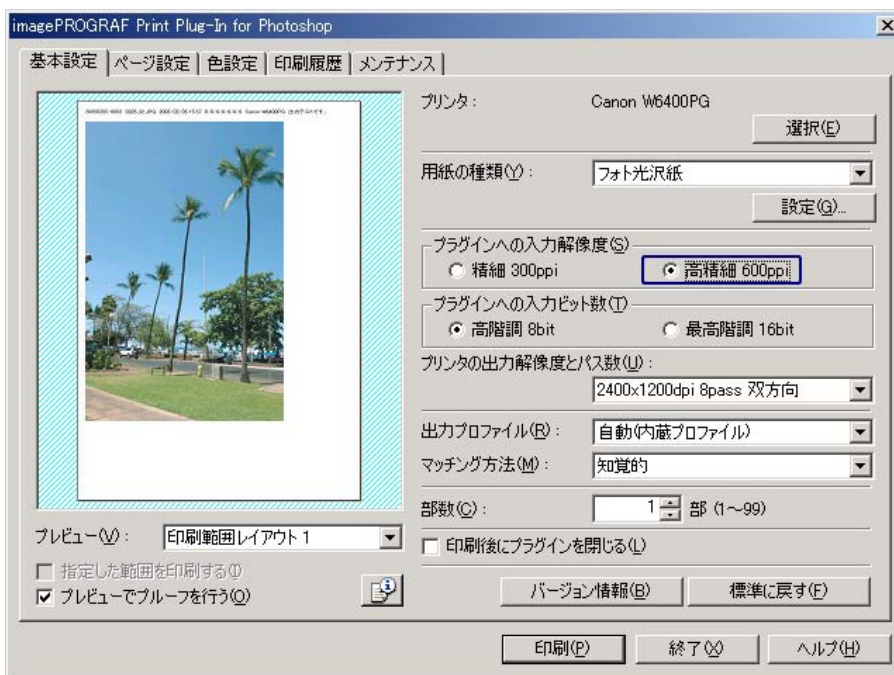 imagePROGRAF Print Plug-In for Photoshop
基本設定 ページ設定 色設定 印刷履歴 メンテナンス
プリンタ: Canon W6400PG
選択(E)
用紙の種類(Y): フォト光沢紙
設定(G)...
プラグインへの入力解像度(S)
精細 300ppi 高精細 600ppi
プラグインへの入力ビット数(T)
高階調 8bit 最高階調 16bit
プリンタの出力解像度とパス数(U):
2400x1200dpi 8pass 双方向
出力プロファイル(R): 自動(内蔵プロファイル)
マッチング方法(M): 知覚的
部数(C): 1 部 (1～99)
プレビュー(V): 印刷範囲レイアウト 1
印刷後にプラグインを閉じる(L)
指定した範囲を印刷する(I)
プレビューでプルーフを行う(O)
バージョン情報(B) 標準に戻す(F)
印刷(P) 終了(X) ヘルプ(H)